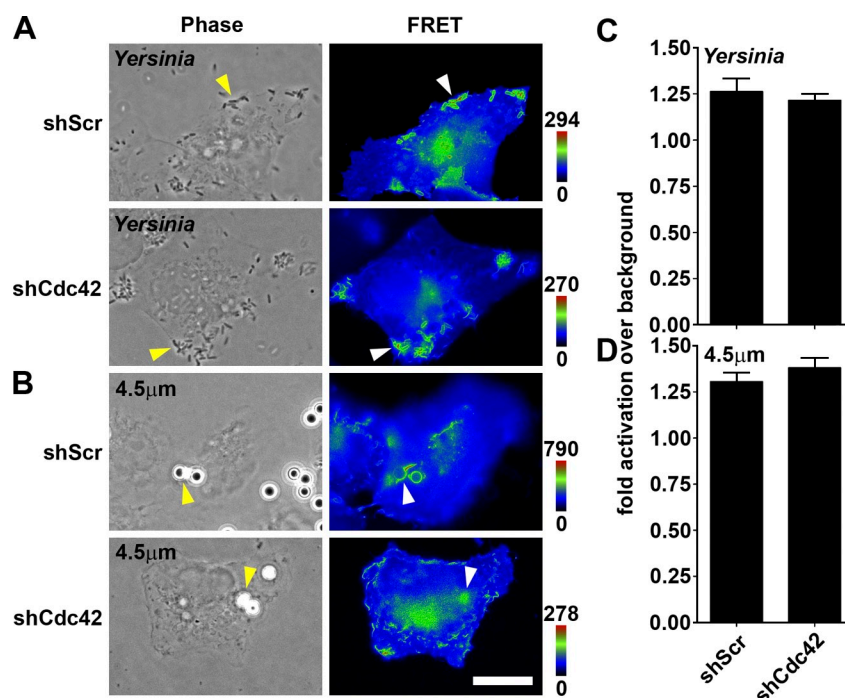 A
Phase
FRET
C
Yersinia
shScr
294
0
Yersinia
shCdc42
270
0
B
4.5μm
shScr
790
0
4.5μm
shCdc42
278
0
fold activation over background
1.50
Yersinia
1.25
1.00
0.75
0.50
0.25
0.00
D
1.50
4.5μm
1.25
1.00
0.75
0.50
0.25
0.00
shScr
shCdc42